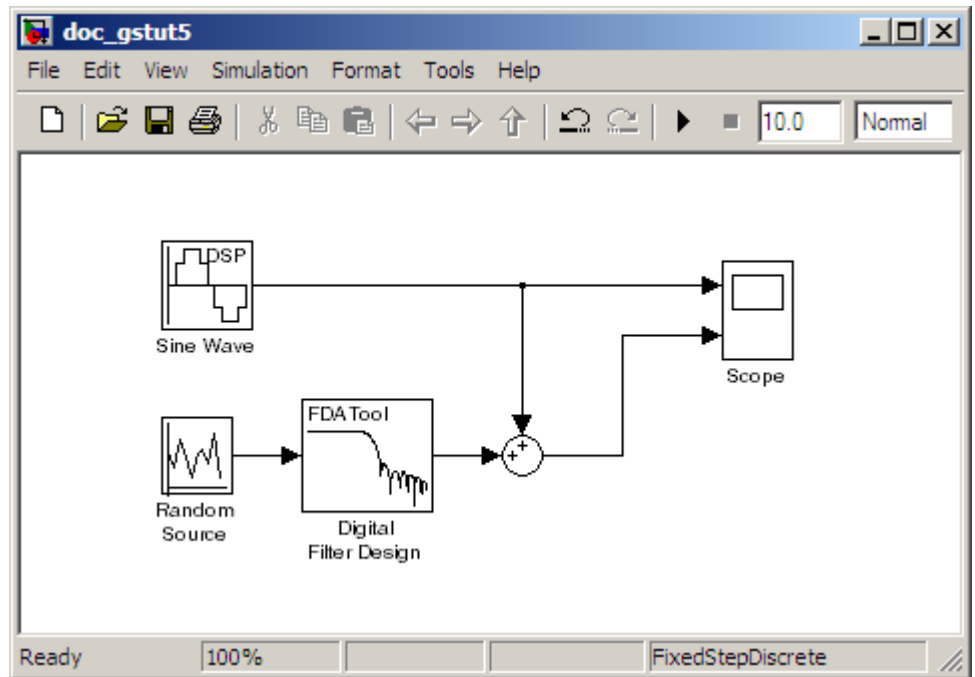 doc_gstut5
File Edit View Simulation Format Tools Help
10.0 Normal
DSP
Sine Wave
Scope
FDATool
Random
Source
Digital
Filter Design
Ready 100% FixedStepDiscrete